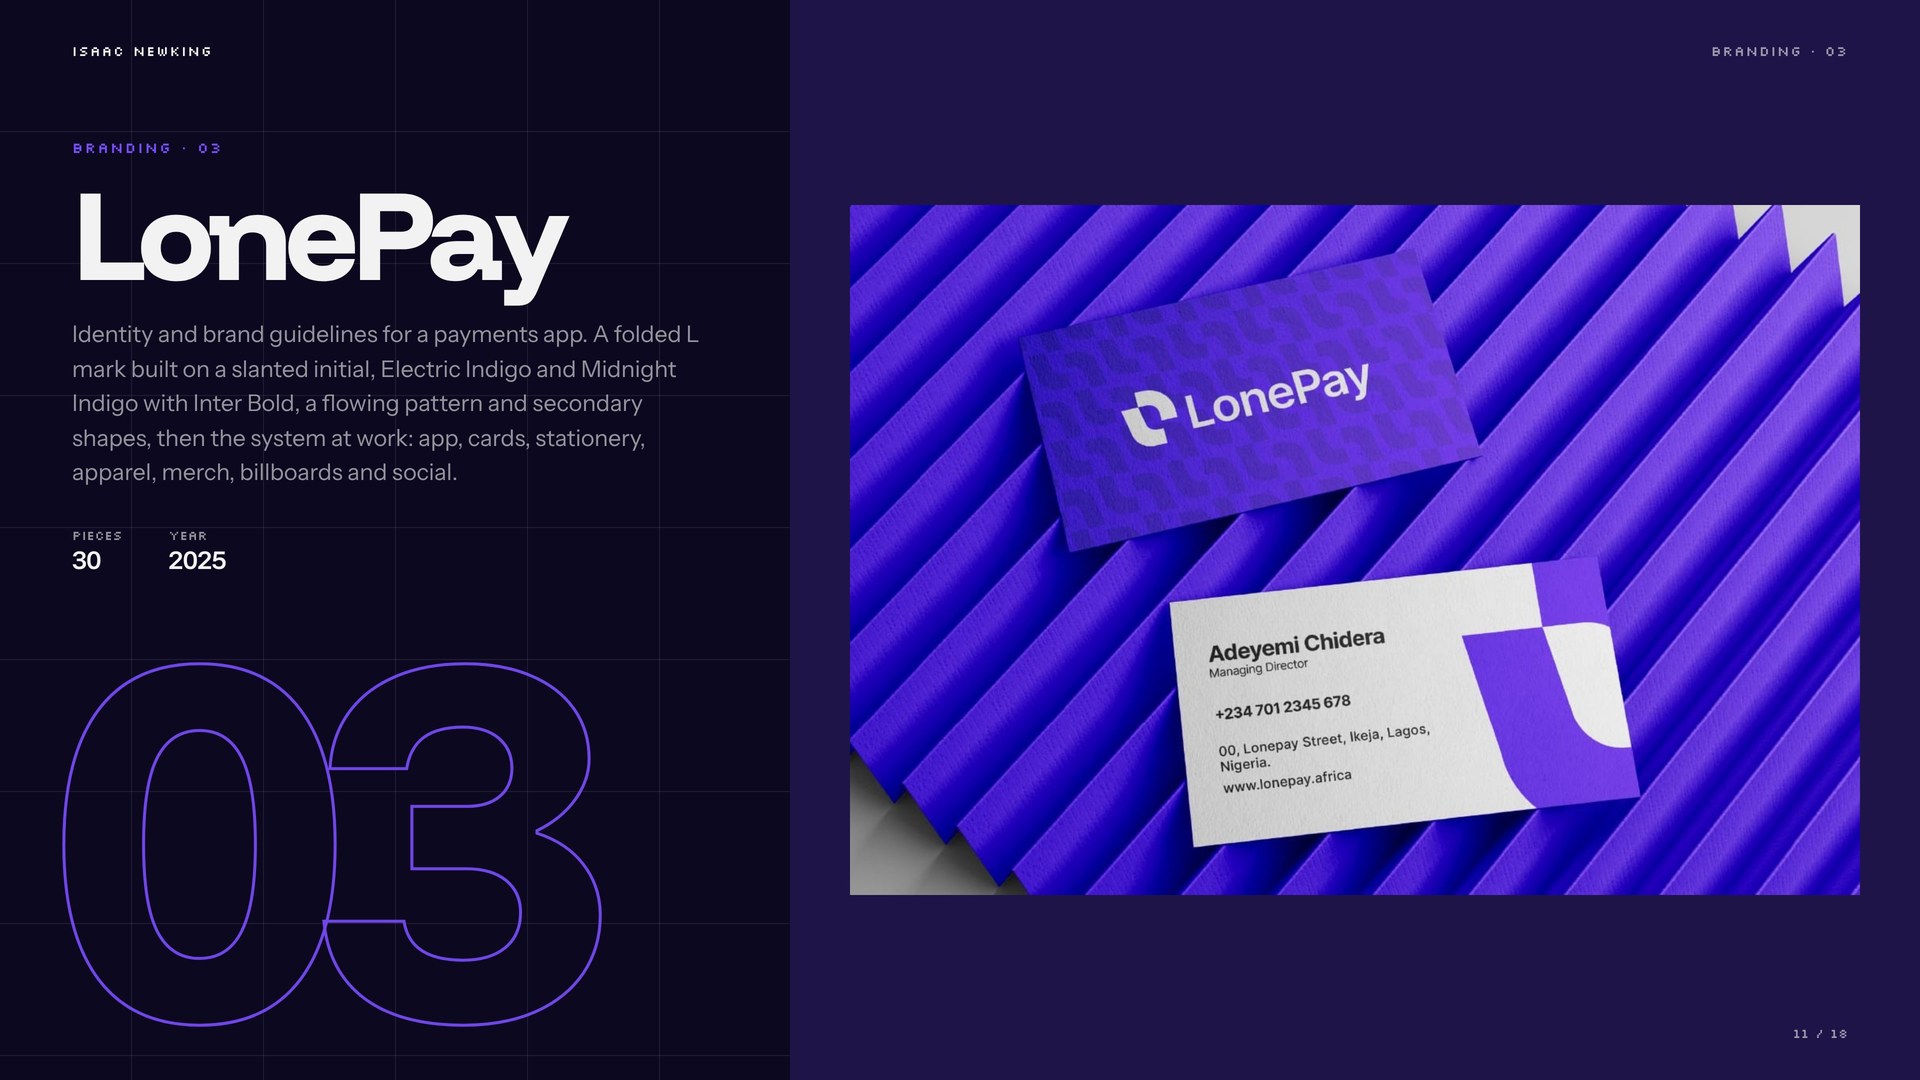 ISAAC NEWKING
BRANDING · 03
BRANDING · 03
LonePay
Identity and brand guidelines for a payments app. A folded L
mark built on a slanted initial, Electric Indigo and Midnight
Indigo with Inter Bold, a flowing pattern and secondary
shapes, then the system at work: app, cards, stationery,
apparel, merch, billboards and social.
PIECES
30
YEAR
2025
03
LonePay
Adeyemi Chidera
Managing Director
+234 701 2345 678
00, Lonepay Street, Ikeja, Lagos,
Nigeria.
www.lonepay.africa
11 / 18